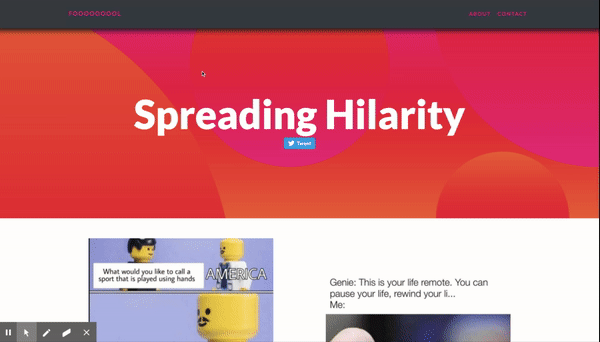 FOOOOOOOOL
ABOUT CONTACT
Spreading Hilarity
Tweet
What would you like to call a
sport that is played using hands
AMERICA
Genie: This is your life remote. You can
pause your life, rewind your li...
Me: